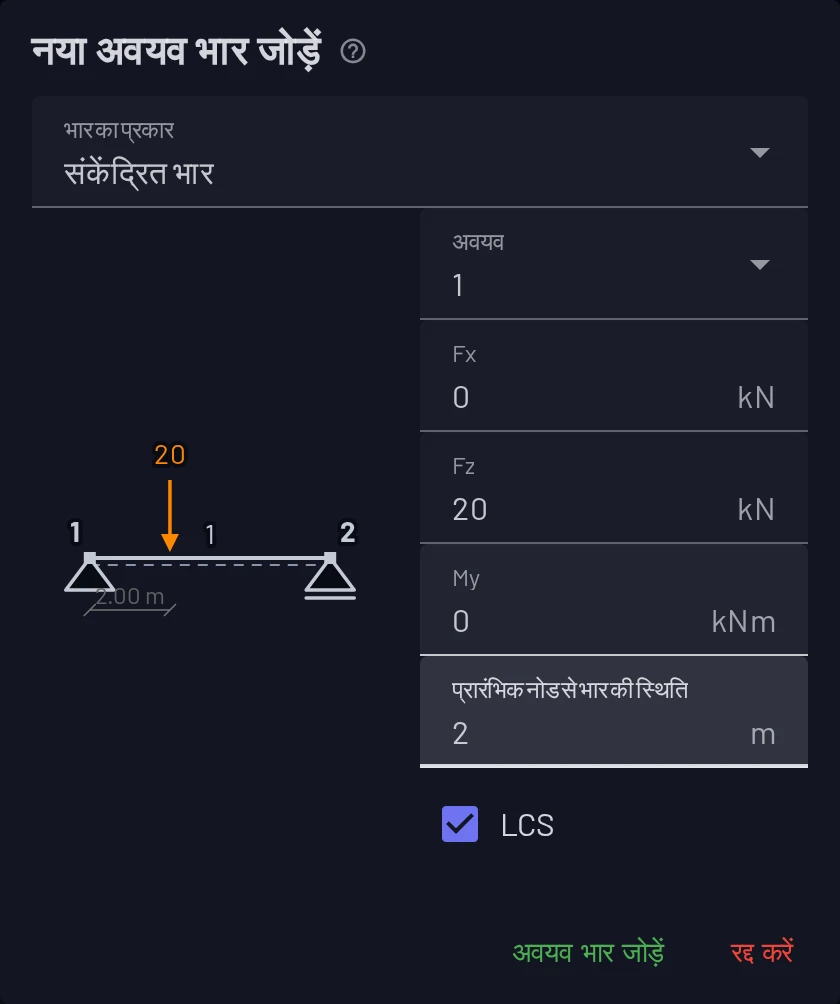 नया अवयव भार जोड़ें ?
भार का प्रकार
संकेंद्रित भार
अवयव
1
Fx
0 kN
Fz
20 kN
My
0 kNm
प्रारंभिक नोड से भार की स्थिति
2 m
LCS
20
1 1 2
2.00 m
अवयव भार जोड़ें रद्द करें